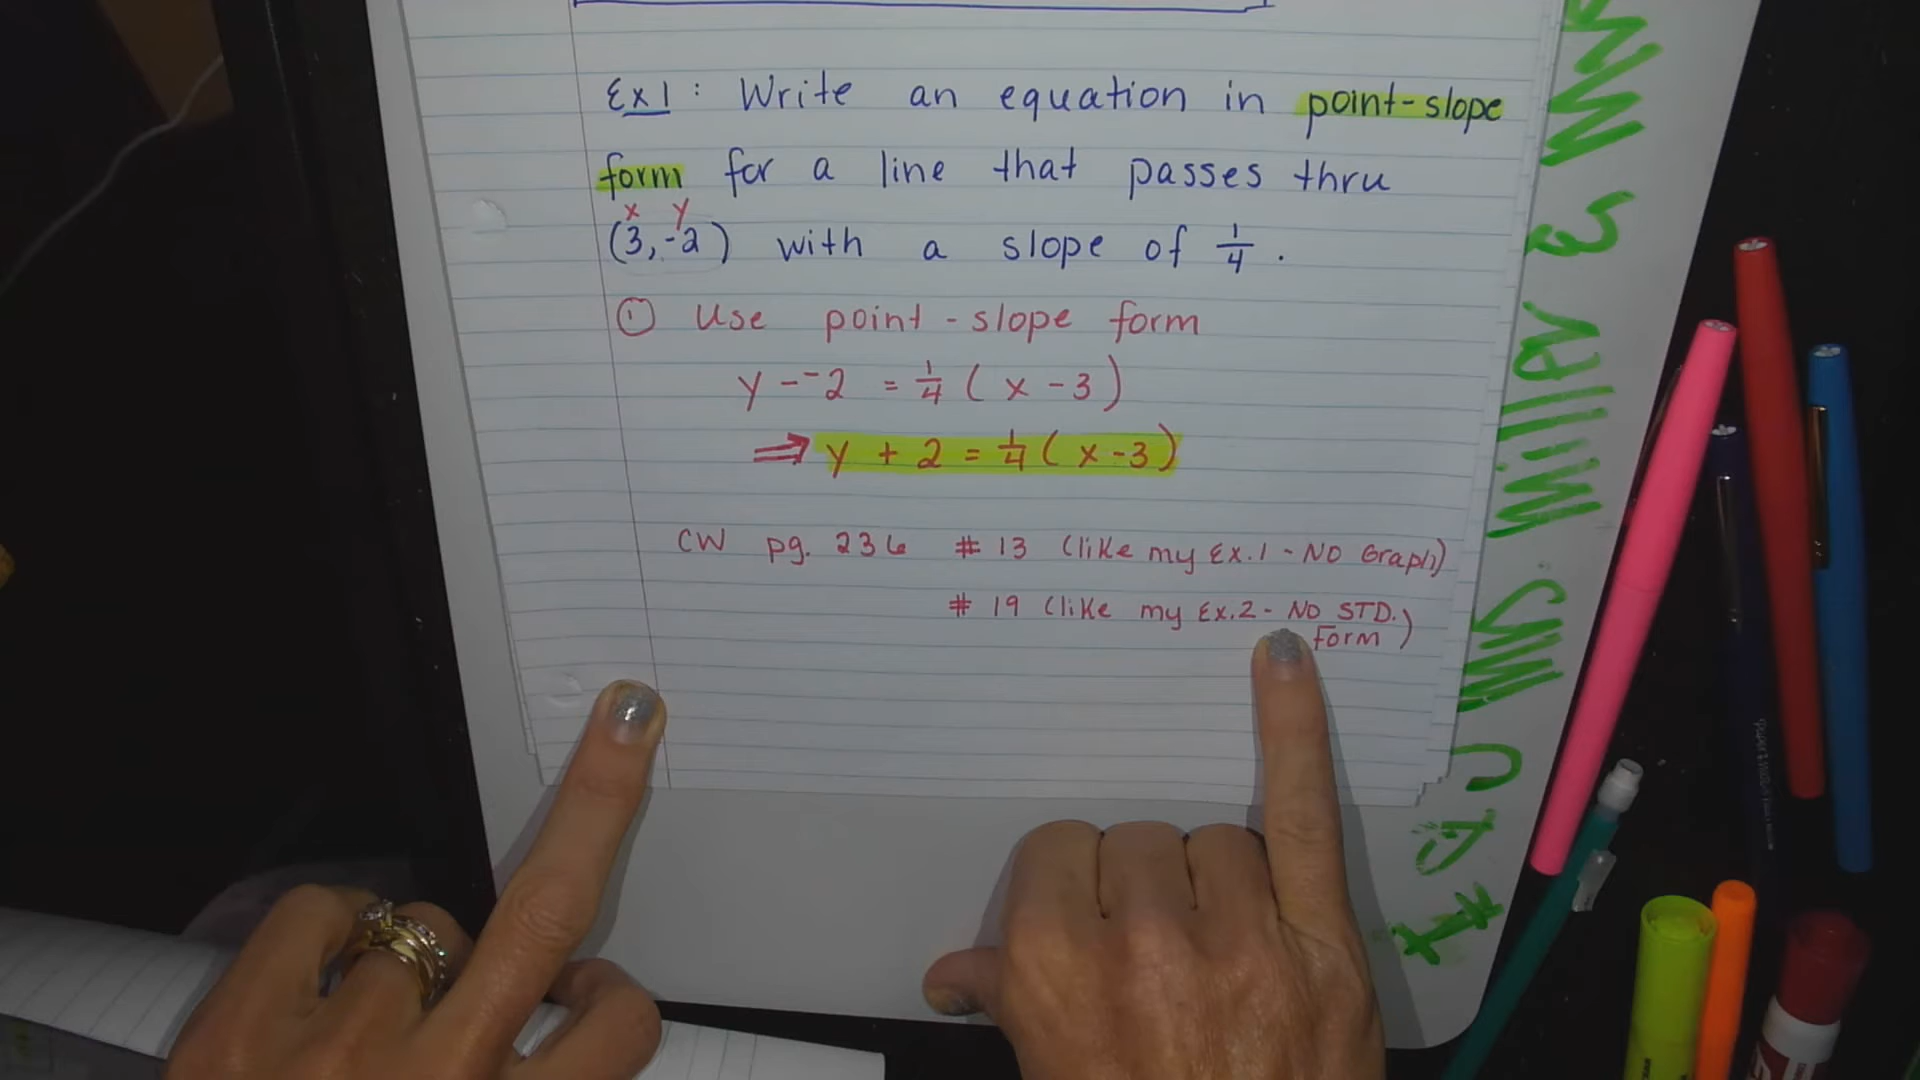 Ex 1 : Write an equation in point-slope
form for a line that passes thru
x y
(3, -2) with a slope of 1/4 .
① Use point - slope form
y - -2 = 1/4 ( x - 3 )
⇒ y + 2 = 1/4 ( x - 3 )
CW pg. 236 # 13 (like my Ex.1 - NO Graph)
# 19 (like my Ex.2 - NO STD.
Form )